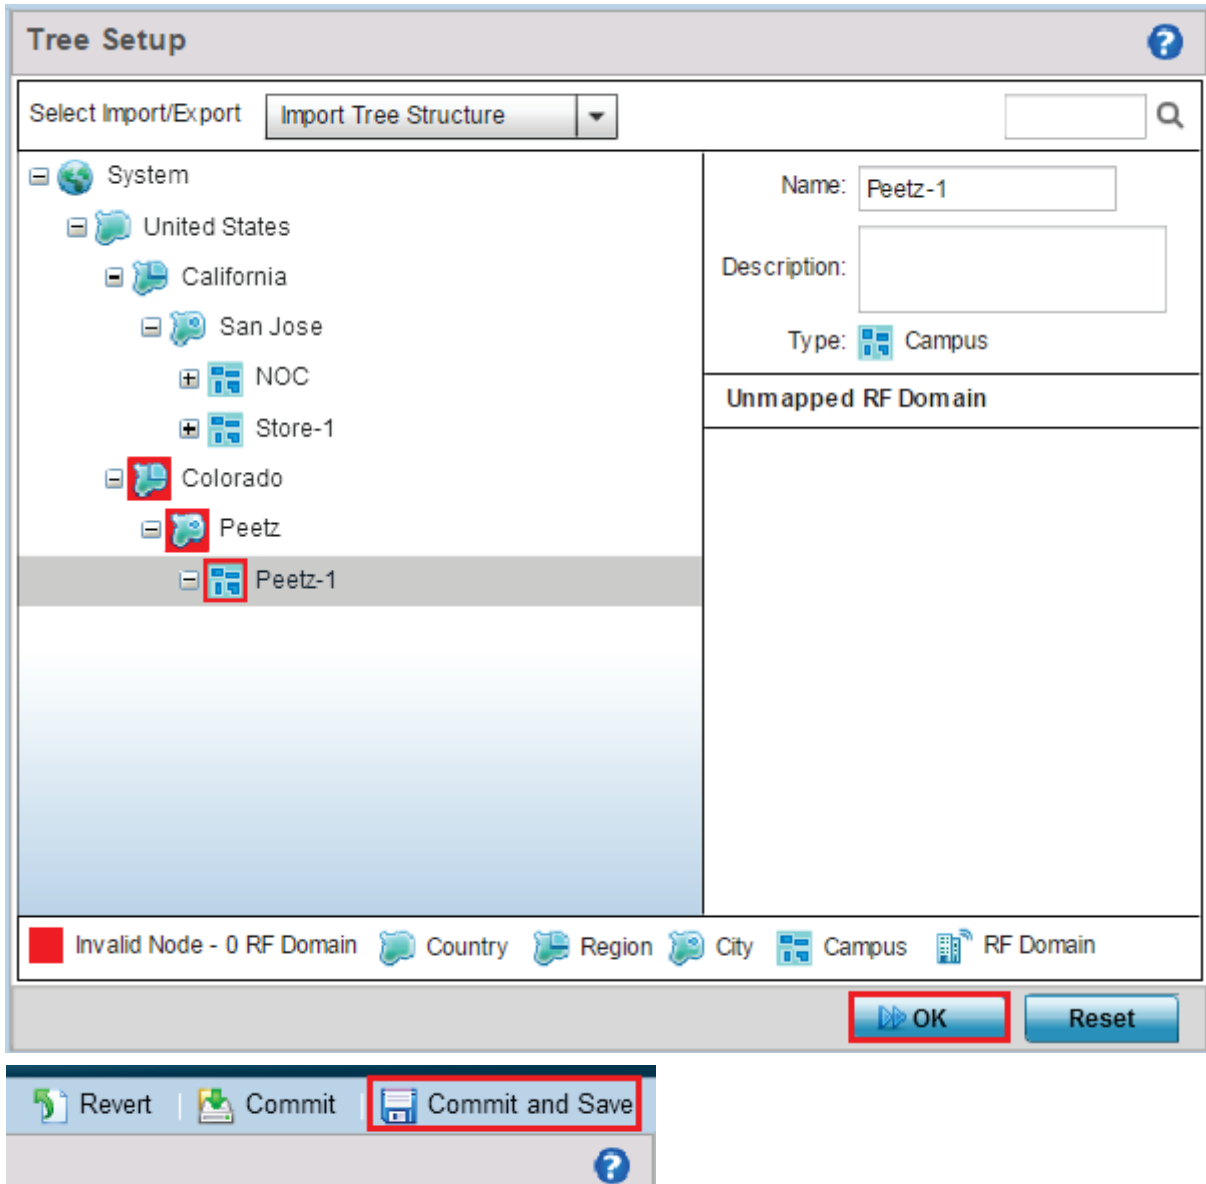 Tree Setup
?
Select Import/Export Import Tree Structure
System
United States
California
San Jose
NOC
Store-1
Colorado
Peetz
Peetz-1
Name: Peetz-1
Description:
Type: Campus
Unmapped RF Domain
Invalid Node - 0 RF Domain Country Region City Campus RF Domain
OK Reset
Revert Commit Commit and Save
?